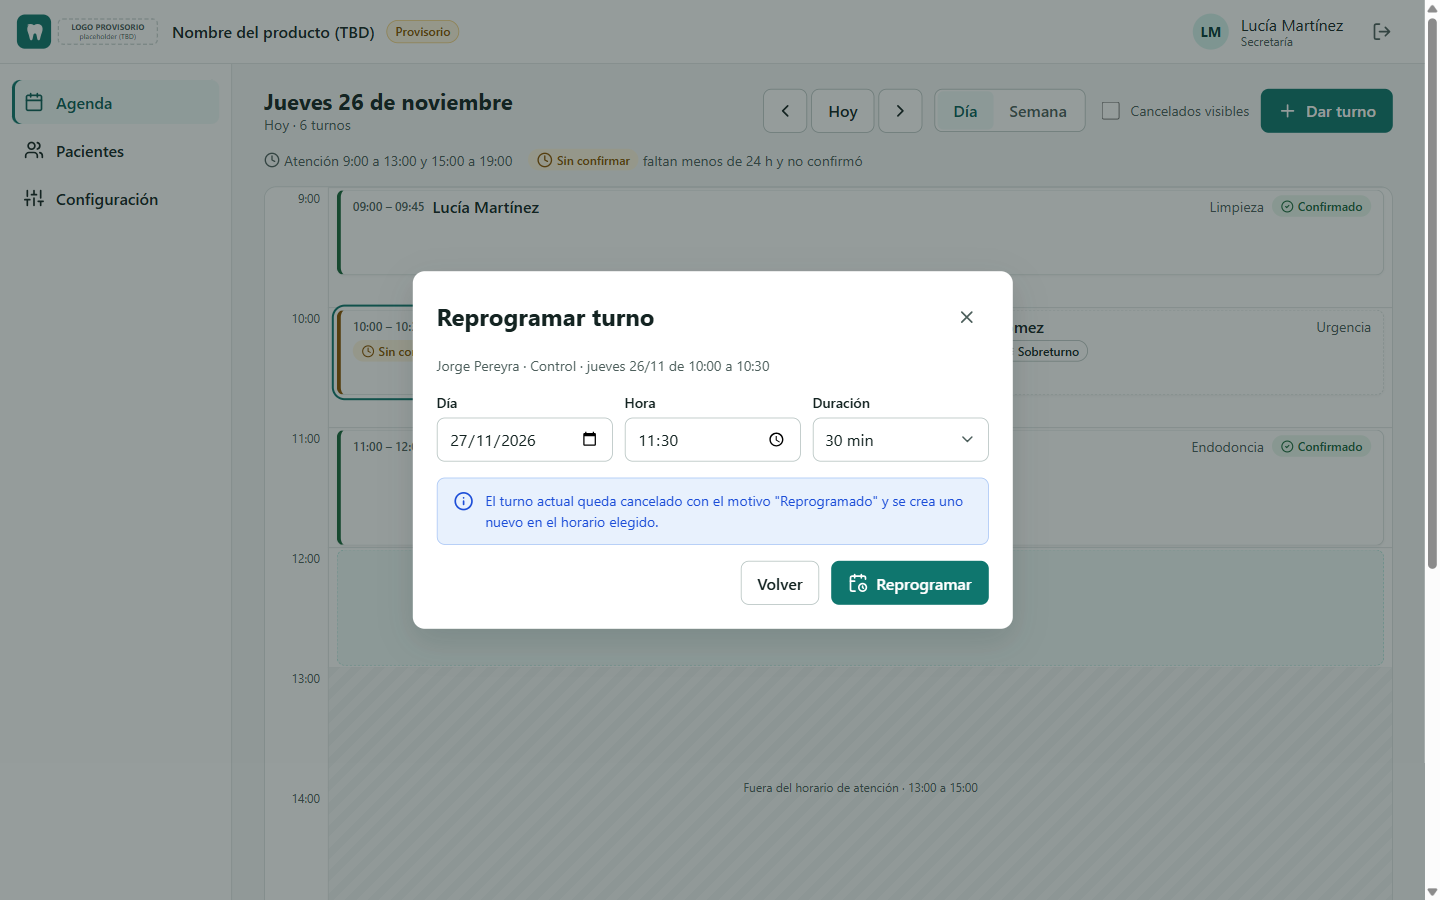 LOGO PROVISORIO
placeholder (TBD)
Nombre del producto (TBD)
Provisorio
LM
Lucía Martínez
Secretaría
Agenda
Pacientes
Configuración
Jueves 26 de noviembre
Hoy · 6 turnos
Hoy
Día
Semana
Cancelados visibles
Dar turno
Atención 9:00 a 13:00 y 15:00 a 19:00
Sin confirmar
faltan menos de 24 h y no confirmó
9:00
09:00 – 09:45 Lucía Martínez
Limpieza
Confirmado
10:00
10:00 – 10:
Sin co
mez
Sobreturno
Urgencia
11:00
11:00 – 12:
Endodoncia
Confirmado
12:00
13:00
Fuera del horario de atención · 13:00 a 15:00
14:00
Reprogramar turno
Jorge Pereyra · Control · jueves 26/11 de 10:00 a 10:30
Día
Hora
Duración
27/11/2026
11:30
30 min
El turno actual queda cancelado con el motivo "Reprogramado" y se crea uno
nuevo en el horario elegido.
Volver
Reprogramar